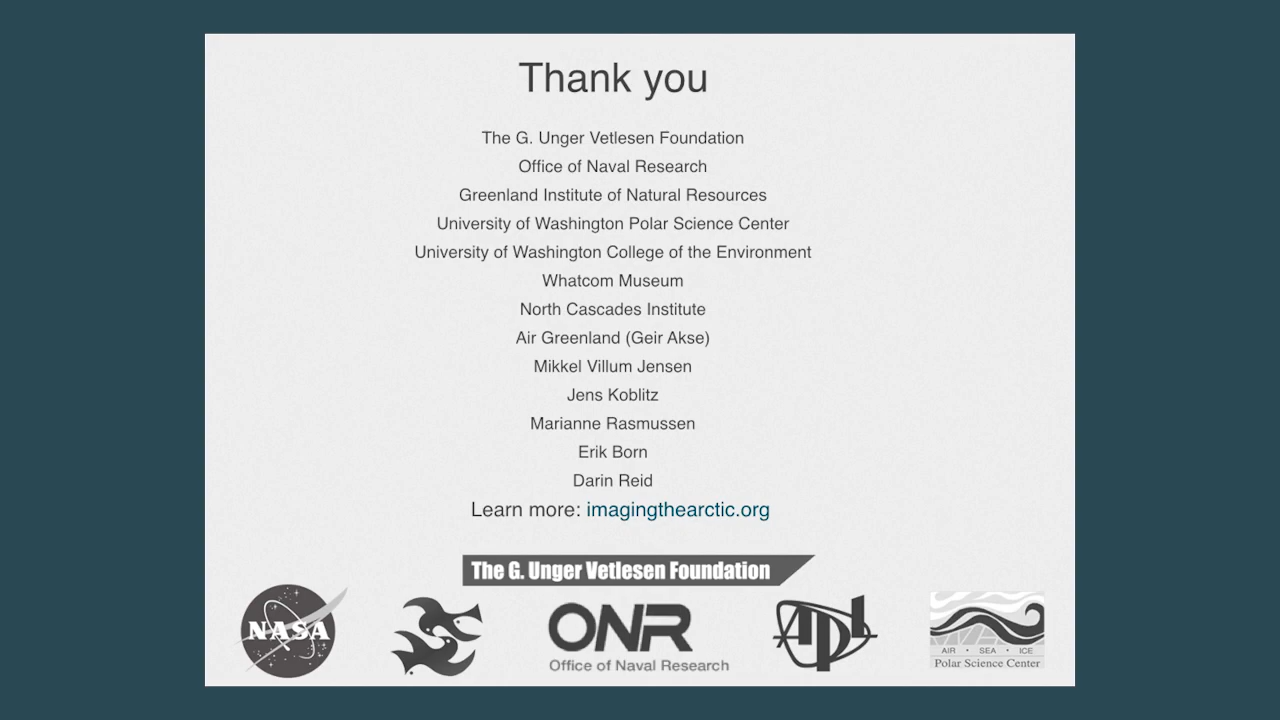 Thank you
The G. Unger Vetlesen Foundation
Office of Naval Research
Greenland Institute of Natural Resources
University of Washington Polar Science Center
University of Washington College of the Environment
Whatcom Museum
North Cascades Institute
Air Greenland (Geir Akse)
Mikkel Villum Jensen
Jens Koblitz
Marianne Rasmussen
Erik Born
Darin Reid
Learn more: imagingthearctic.org
The G. Unger Vetlesen Foundation
NASA
ONR
Office of Naval Research
APL
AIR • SEA • ICE
Polar Science Center